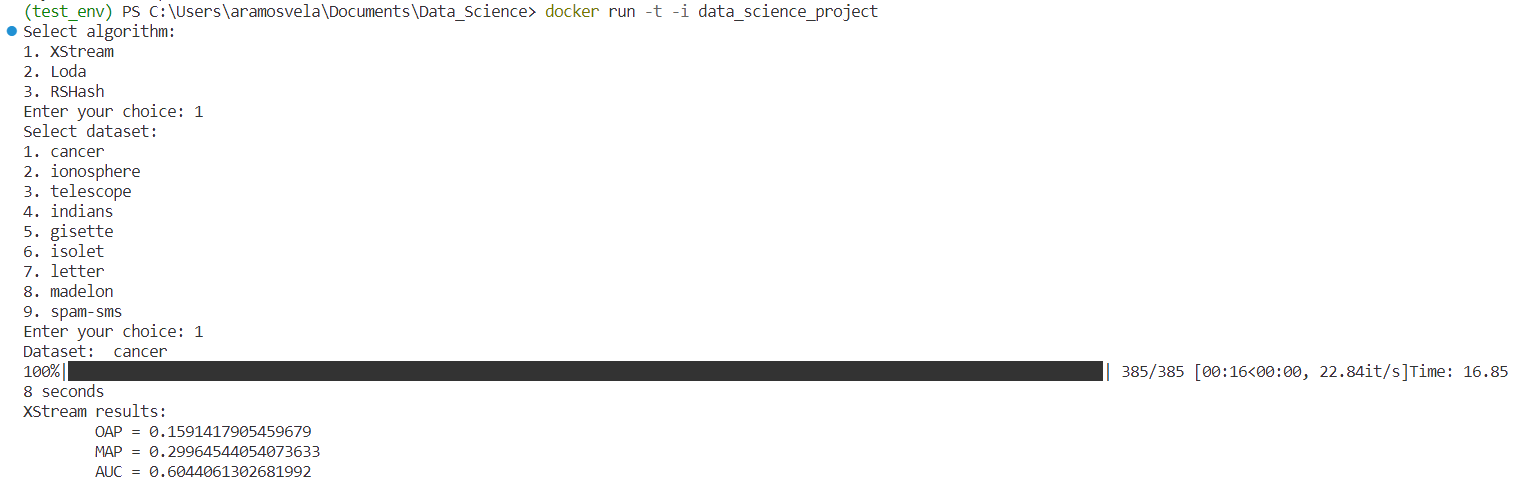 (test_env) PS C:\Users\aramosvela\Documents\Data_Science> docker run -t -i data_science_project
Select algorithm:
1. XStream
2. Loda
3. RSHash
Enter your choice: 1
Select dataset:
1. cancer
2. ionosphere
3. telescope
4. indians
5. gisette
6. isolet
7. letter
8. madelon
9. spam-sms
Enter your choice: 1
Dataset:  cancer
100%|| 385/385 [00:16<00:00, 22.84it/s]Time: 16.85
8 seconds
XStream results:
OAP = 0.1591417905459679
MAP = 0.29964544054073633
AUC = 0.6044061302681992